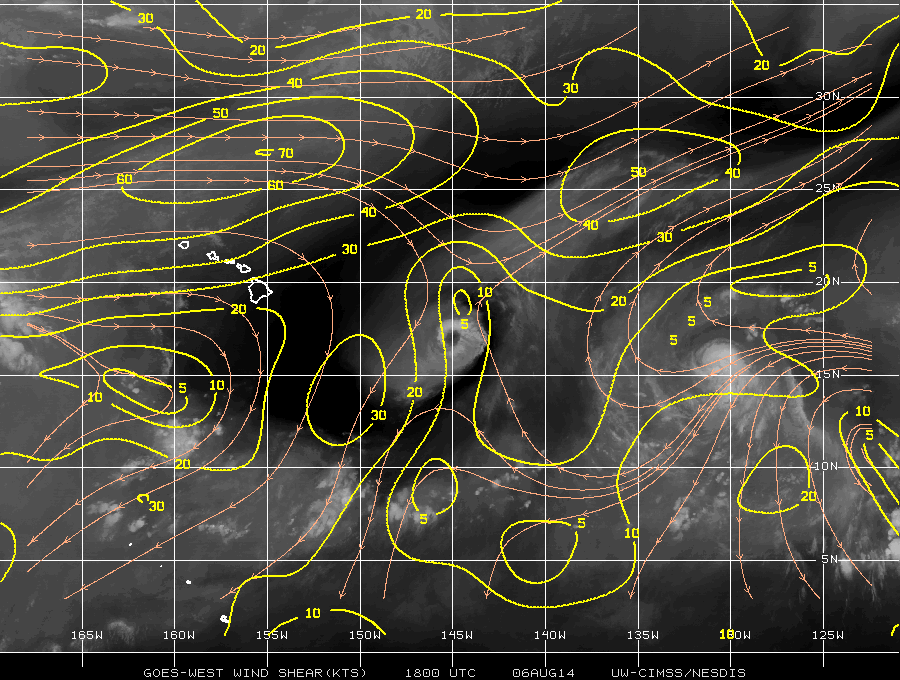 30 20
20
20
40 30
30N
50
70
60 60 50 40
25N
40
40 30
30
5
10 20N
20 20 5
5 5
5
15N
10 5 10 20
30 10
5
20 10N
30 20
5 5
10
5N
10
165W 160W 155W 150W 145W 140W 135W 125W
GOES-WEST WIND SHEAR(KTS) 1800 UTC 06AUG14 UW-CIMSS/NESDIS